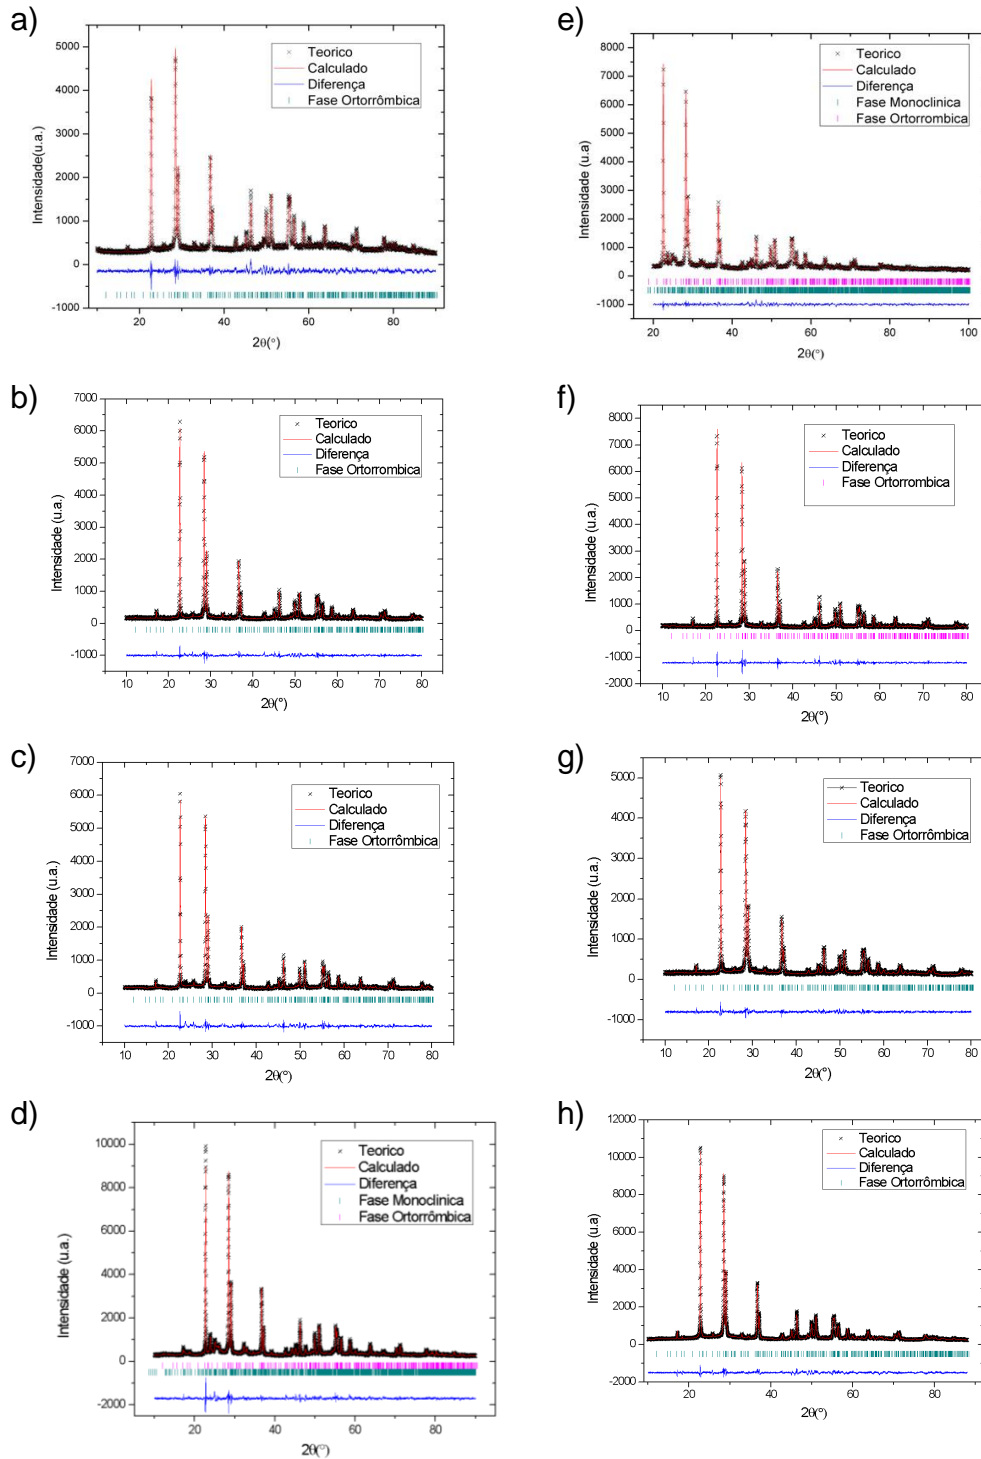 a)
5000
4000
3000
2000
1000
0
-1000
Intensidade(u.a.)
Teorico
Calculado
Diferença
Fase Ortorrômbica
20 40 60 80
2θ(°)
e)
8000
7000
6000
5000
4000
3000
2000
1000
0
-1000
Intensidade (u.a)
Teorico
Calculado
Diferença
Fase Monoclinica
Fase Ortorrombica
20 40 60 80 100
2θ(°)
b)
7000
6000
5000
4000
3000
2000
1000
0
-1000
Intensidade (u.a.)
Teorico
Calculado
Diferença
Fase Ortorrombica
10 20 30 40 50 60 70 80
2θ(°)
f)
8000
7000
6000
5000
4000
3000
2000
1000
0
-1000
-2000
Intensidade (u.a.)
Teorico
Calculado
Diferença
Fase Ortorrombica
10 20 30 40 50 60 70 80
2θ(°)
c)
7000
6000
5000
4000
3000
2000
1000
0
-1000
Intensidade (u.a.)
Teorico
Calculado
Diferença
Fase Ortorrômbica
10 20 30 40 50 60 70 80
2θ(°)
g)
5000
4000
3000
2000
1000
0
-1000
Intensidade (u.a.)
Teorico
Calculado
Diferença
Fase Ortorrômbica
10 20 30 40 50 60 70 80
2θ(°)
d)
10000
8000
6000
4000
2000
0
-2000
Intensidade (u.a.)
Teorico
Calculado
Diferença
Fase Monoclinica
Fase Ortorrômbica
20 40 60 80
2θ(°)
h)
12000
10000
8000
6000
4000
2000
0
-2000
Intensidade (u.a)
Teorico
Calculado
Diferença
Fase Ortorrômbica
20 40 60 80
2θ(°)